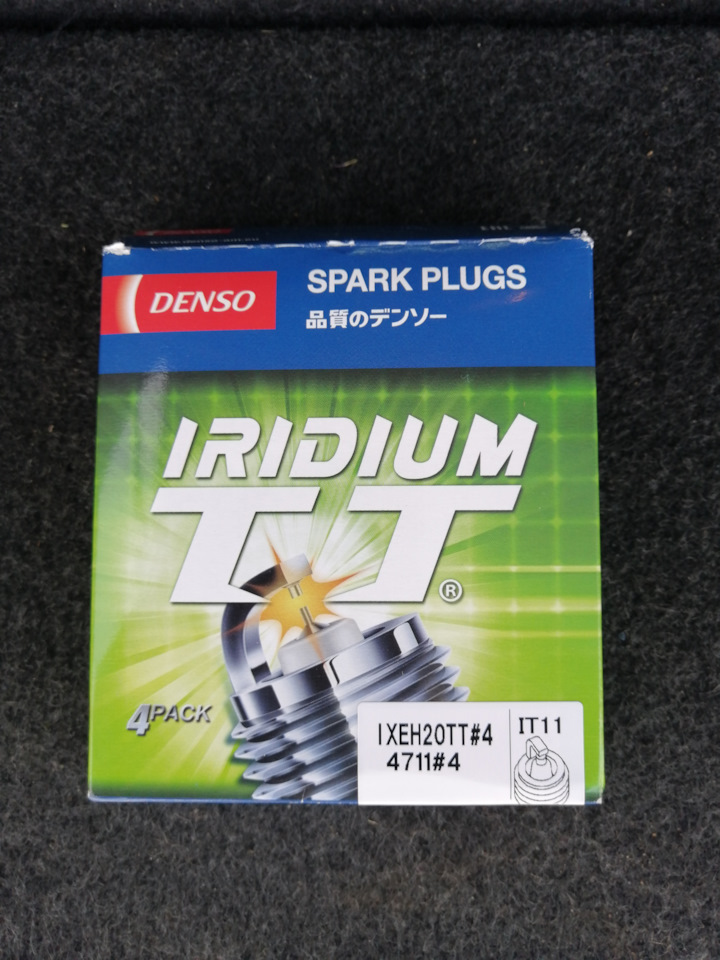 DENSO
SPARK PLUGS
品質のデンソー
IRIDIUM
TT®
4PACK
IXEH20TT#4
4711#4
IT11